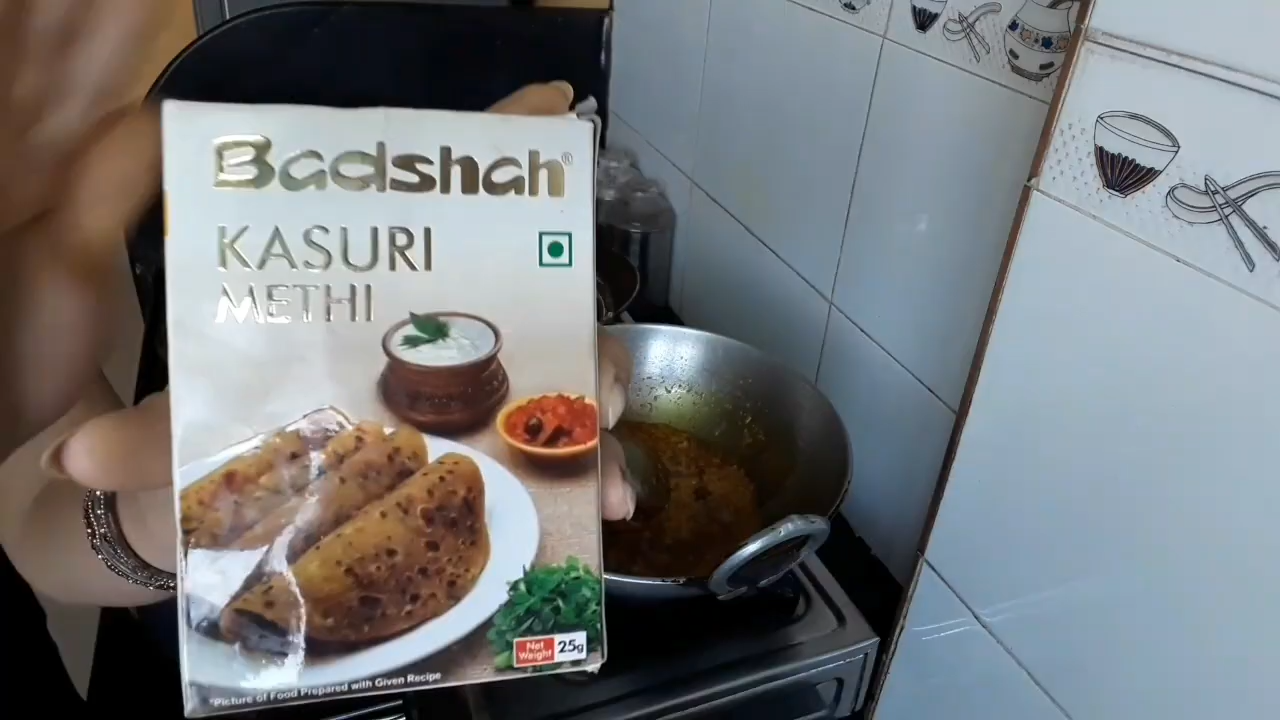 Badshah®
KASURI
METHI
Net
Weight
25g
*Picture of Food Prepared with Given Recipe